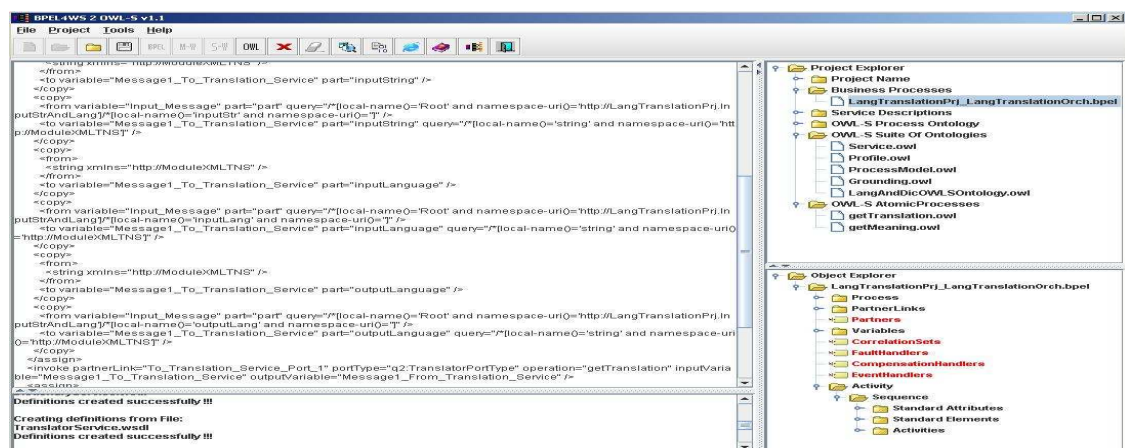 BPEL4WS 2 OWL-S v1.1
File Project Tools Help
BPEL M-W S-W OWL
<string xmlns="http://ModuleXMLTNS" />
</from>
<to variable="Message1_To_Translation_Service" part="inputString" />
</copy>
<copy>
<from variable="Input_Message" part="part" query="/*[local-name()='Root' and namespace-uri()='http://LangTranslationPrj.In
putStrAndLang']/*[local-name()='inputStr' and namespace-uri()='']" />
<to variable="Message1_To_Translation_Service" part="inputString" query="/*[local-name()='string' and namespace-uri()='htt
p://ModuleXMLTNS']" />
</copy>
<copy>
<from>
<string xmlns="http://ModuleXMLTNS" />
</from>
<to variable="Message1_To_Translation_Service" part="inputLanguage" />
</copy>
<copy>
<from variable="Input_Message" part="part" query="/*[local-name()='Root' and namespace-uri()='http://LangTranslationPrj.In
putStrAndLang']/*[local-name()='inputLang' and namespace-uri()='']" />
<to variable="Message1_To_Translation_Service" part="inputLanguage" query="/*[local-name()='string' and namespace-uri()
='http://ModuleXMLTNS']" />
</copy>
<copy>
<from>
<string xmlns="http://ModuleXMLTNS" />
</from>
<to variable="Message1_To_Translation_Service" part="outputLanguage" />
</copy>
<copy>
<from variable="Input_Message" part="part" query="/*[local-name()='Root' and namespace-uri()='http://LangTranslationPrj.In
putStrAndLang']/*[local-name()='outputLang' and namespace-uri()='']" />
<to variable="Message1_To_Translation_Service" part="outputLanguage" query="/*[local-name()='string' and namespace-uri
()='http://ModuleXMLTNS']" />
</copy>
</assign>
<invoke partnerLink="To_Translation_Service_Port_1" portType="q2:TranslatorPortType" operation="getTranslation" inputVaria
ble="Message1_To_Translation_Service" outputVariable="Message1_From_Translation_Service" />
<assign>
Definitions created successfully !!!
Creating definitions from File:
TranslatorService.wsdl
Definitions created successfully !!!
Project Explorer
Project Name
Business Processes
LangTranslationPrj_LangTranslationOrch.bpel
Service Descriptions
OWL-S Process Ontology
OWL-S Suite Of Ontologies
Service.owl
Profile.owl
ProcessModel.owl
Grounding.owl
LangAndDicOWLSOntology.owl
OWL-S AtomicProcesses
getTranslation.owl
getMeaning.owl
Object Explorer
LangTranslationPrj_LangTranslationOrch.bpel
Process
PartnerLinks
Partners
Variables
CorrelationSets
FaultHandlers
CompensationHandlers
EventHandlers
Activity
Sequence
Standard Attributes
Standard Elements
Activities